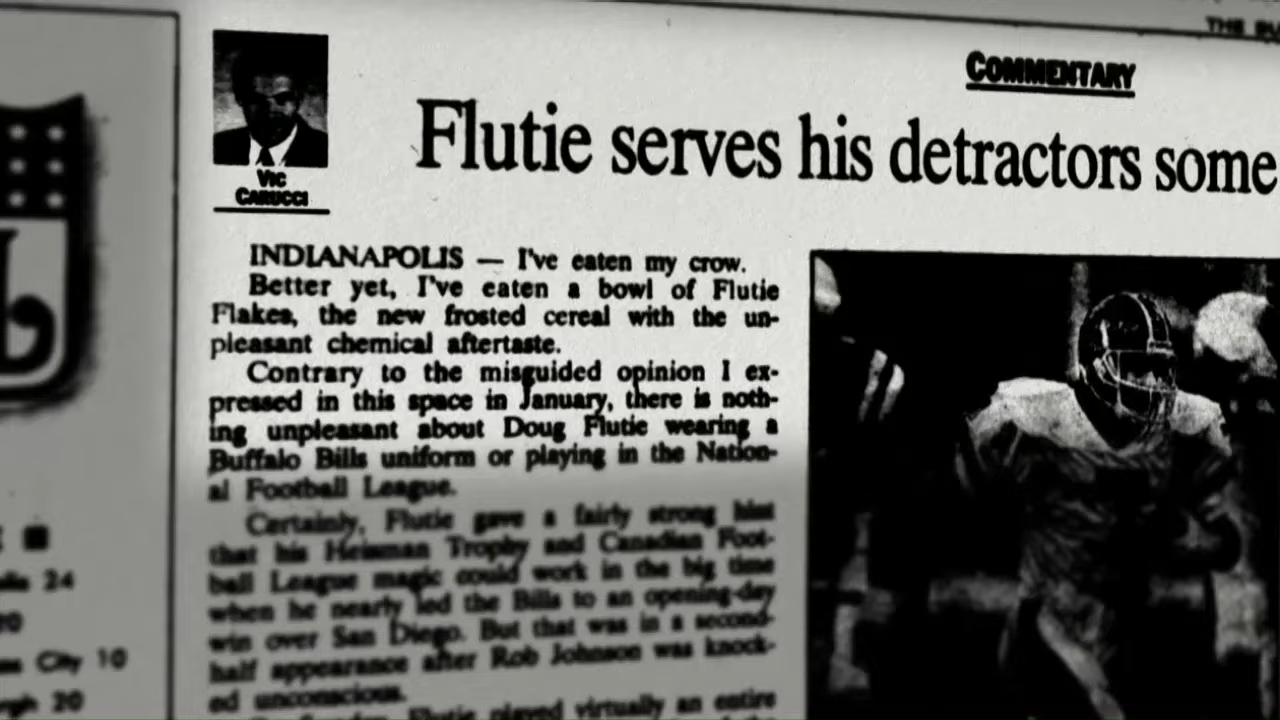 THE
COMMENTARY
Flutie serves his detractors some
VIC
CARUCCI
INDIANAPOLIS — I've eaten my crow.
Better yet, I've eaten a bowl of Flutie
Flakes, the new frosted cereal with the un-
pleasant chemical aftertaste.
Contrary to the misguided opinion I ex-
pressed in this space in January, there is noth-
ing unpleasant about Doug Flutie wearing a
Buffalo Bills uniform or playing in the Nation-
al Football League.
Certainly, Flutie gave a fairly strong hint
that his Heisman Trophy and Canadian Foot-
ball League magic could work in the big time
when he nearly led the Bills to an opening-day
win over San Diego. But that was in a second-
half appearance after Rob Johnson was knock-
ed unconscious.
Flutie played virtually an entire
24
City 10
20